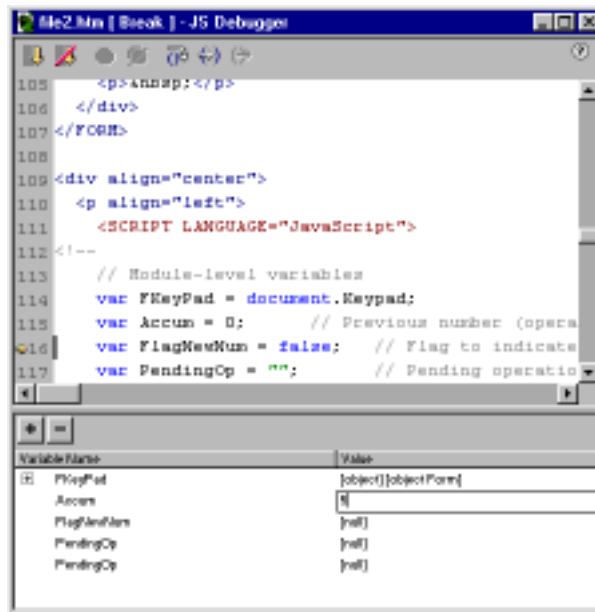 file2.htm [ Break ] - JS Debugger
105 <p>&nbsp;</p>
106 </div>
107 </FORM>
108
109 <div align="center">
110 <p align="left">
111 <SCRIPT LANGUAGE="JavaScript">
112 <!--
113 // Module-level variables
114 var FKeyPad = document.Keypad;
115 var Accum = 0; // Previous number (opera
116 var FlagNewNum = false; // Flag to indicate
117 var PendingOp = ""; // Pending operatio
Variable Name Value
FKeyPad [object][object Form]
Accum
FlagNewNum [null]
PendingOp [null]
PendingOp [null]